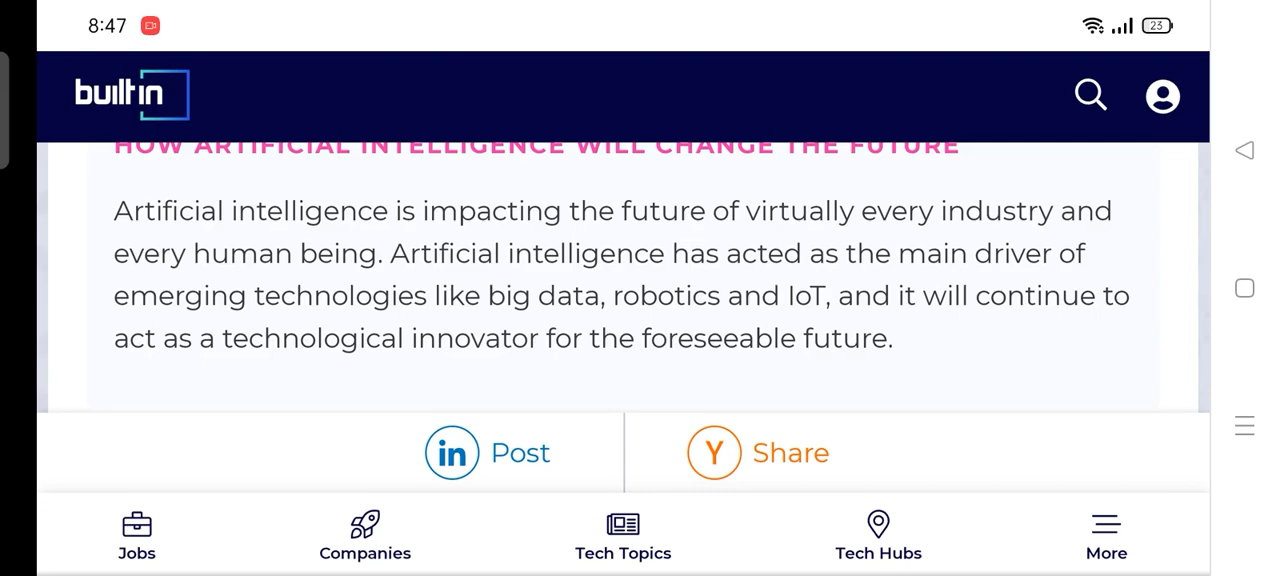 8:47
23
built in
HOW ARTIFICIAL INTELLIGENCE WILL CHANGE THE FUTURE
Artificial intelligence is impacting the future of virtually every industry and
every human being. Artificial intelligence has acted as the main driver of
emerging technologies like big data, robotics and IoT, and it will continue to
act as a technological innovator for the foreseeable future.
in Post Y Share
Jobs Companies Tech Topics Tech Hubs More